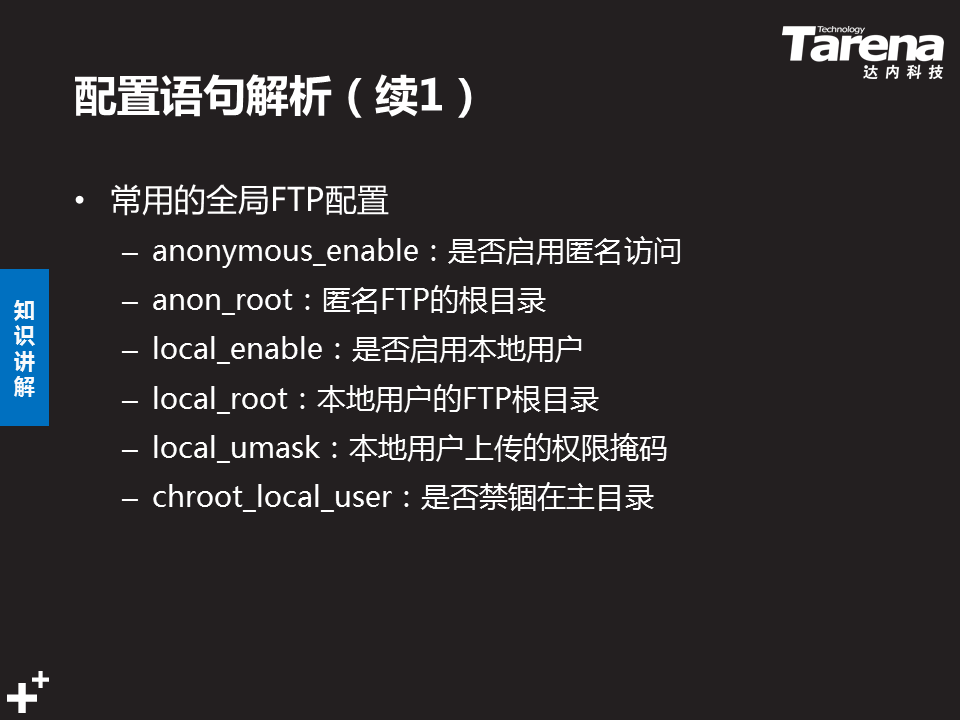 Technology
Tarena
达内科技
配置语句解析（续1）
• 常用的全局FTP配置
– anonymous_enable：是否启用匿名访问
– anon_root：匿名FTP的根目录
– local_enable：是否启用本地用户
– local_root：本地用户的FTP根目录
– local_umask：本地用户上传的权限掩码
– chroot_local_user：是否禁锢在主目录
知识讲解